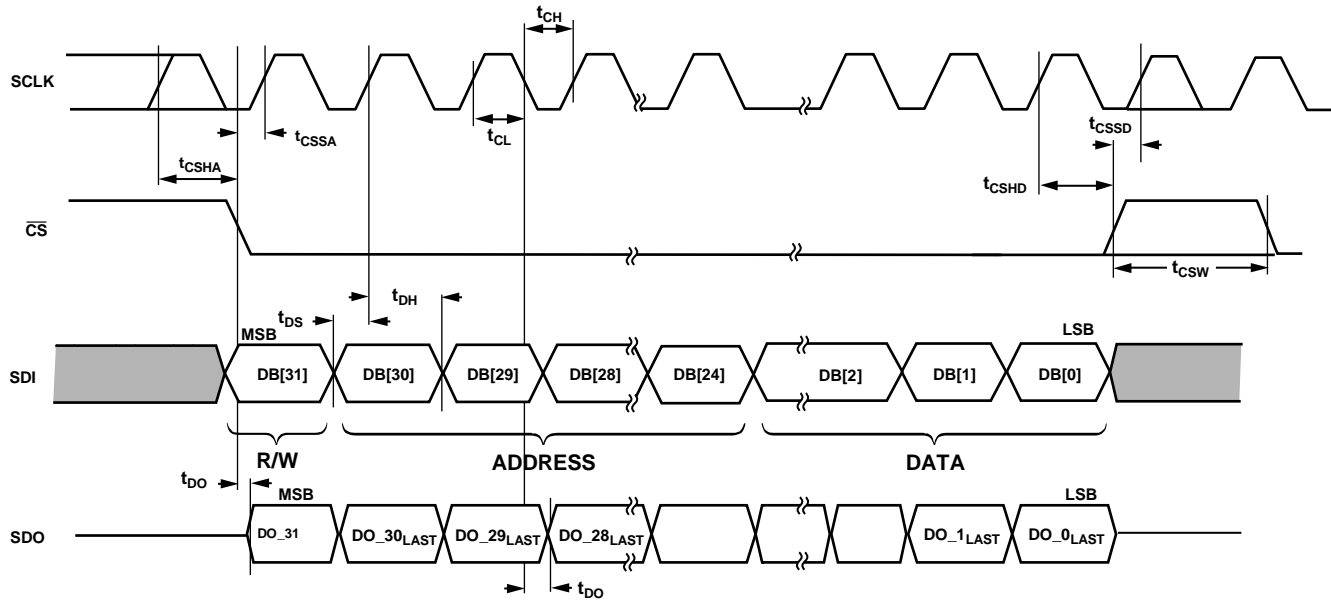 tCH
SCLK
tCSSA
tCL
tCSSD
tCSHA
tCSHD
CS
tCSW
tDS
tDH
MSB
LSB
SDI
DB[31]
DB[30]
DB[29]
DB[28]
DB[24]
DB[2]
DB[1]
DB[0]
R/W
ADDRESS
DATA
tDO
MSB
LSB
SDO
DO_31
DO_30LAST
DO_29LAST
DO_28LAST
DO_1LAST
DO_0LAST
tDO